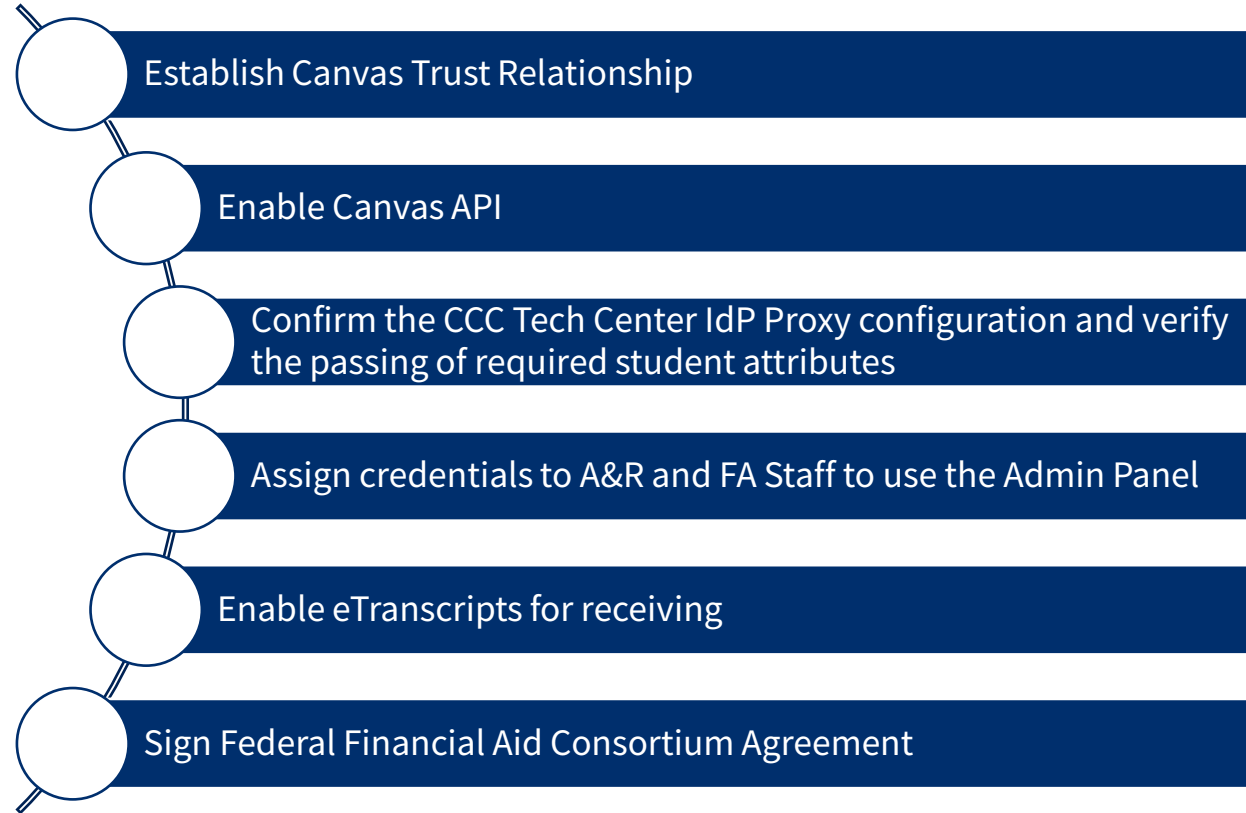 Establish Canvas Trust Relationship
Enable Canvas API
Confirm the CCC Tech Center IdP Proxy configuration and verify
the passing of required student attributes
Assign credentials to A&R and FA Staff to use the Admin Panel
Enable eTranscripts for receiving
Sign Federal Financial Aid Consortium Agreement